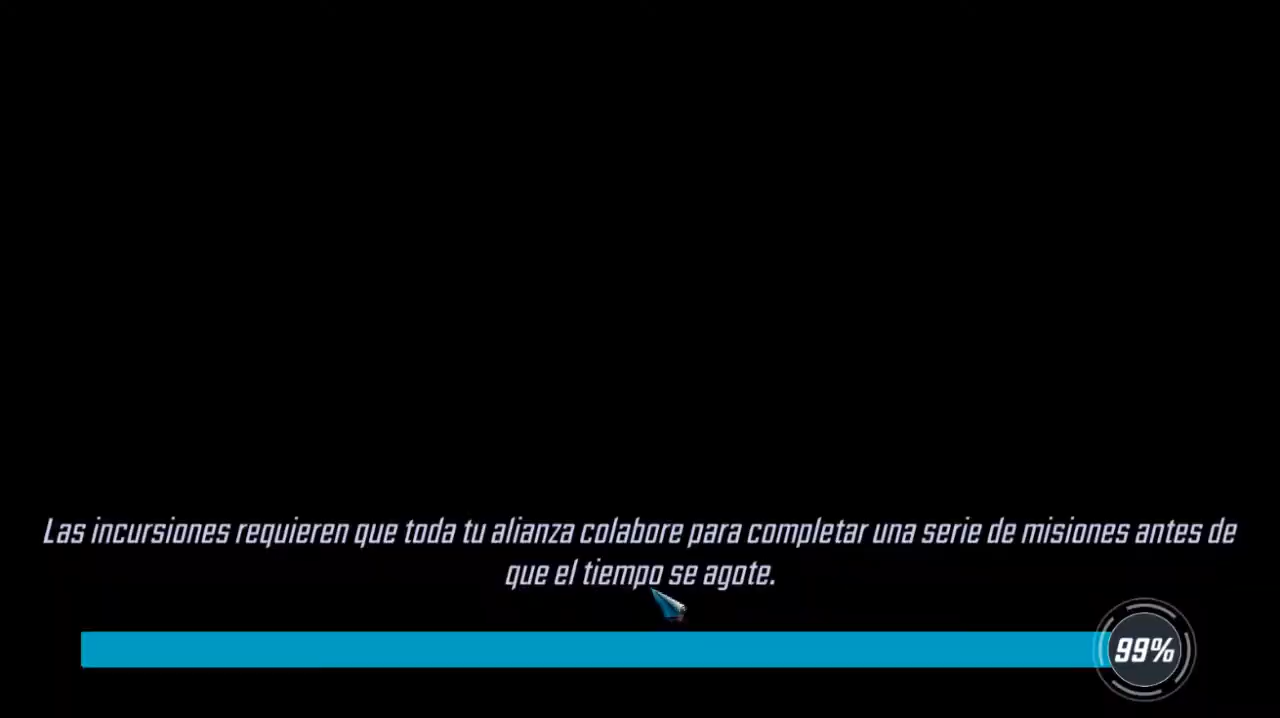 Las incursiones requieren que toda tu alianza colabore para completar una serie de misiones antes de
que el tiempo se agote.
99%